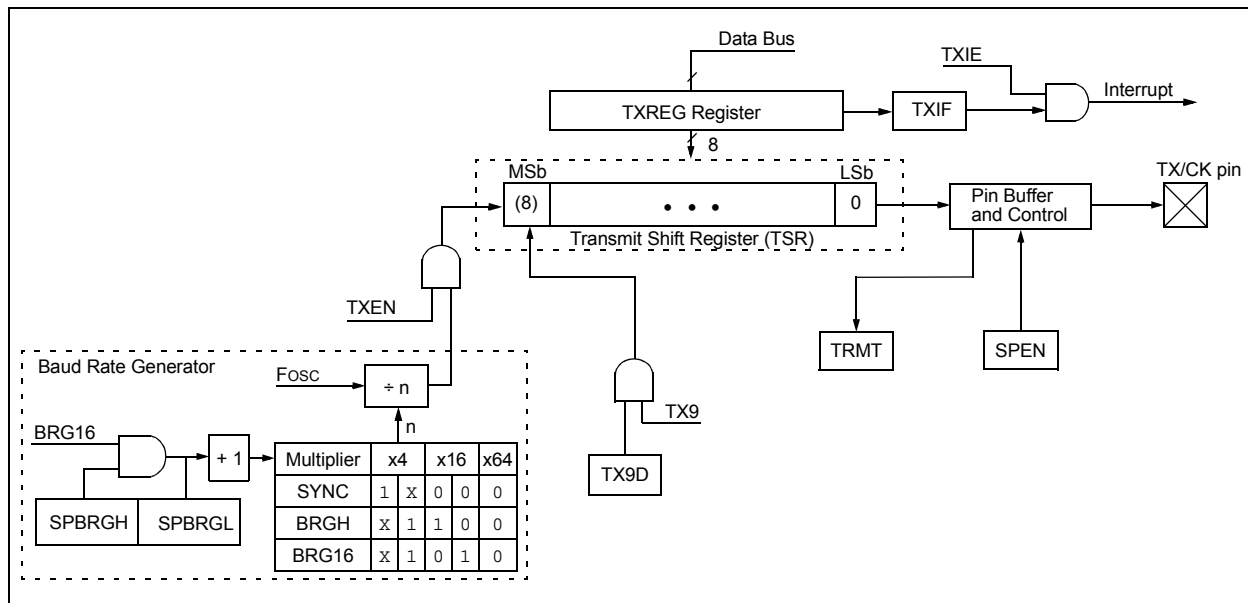 Data Bus
TXIE
Interrupt
TXREG Register
TXIF
8
MSb
LSb
(8)
• • •
0
Transmit Shift Register (TSR)
Pin Buffer
and Control
TX/CK pin
TXEN
TRMT
SPEN
Baud Rate Generator
FOSC
÷ n
n
TX9
TX9D
BRG16
+ 1
SPBRGH
SPBRGL
Multiplier x4 x16 x64
SYNC 1 X 0 0 0
BRGH X 1 1 0 0
BRG16 X 1 0 1 0